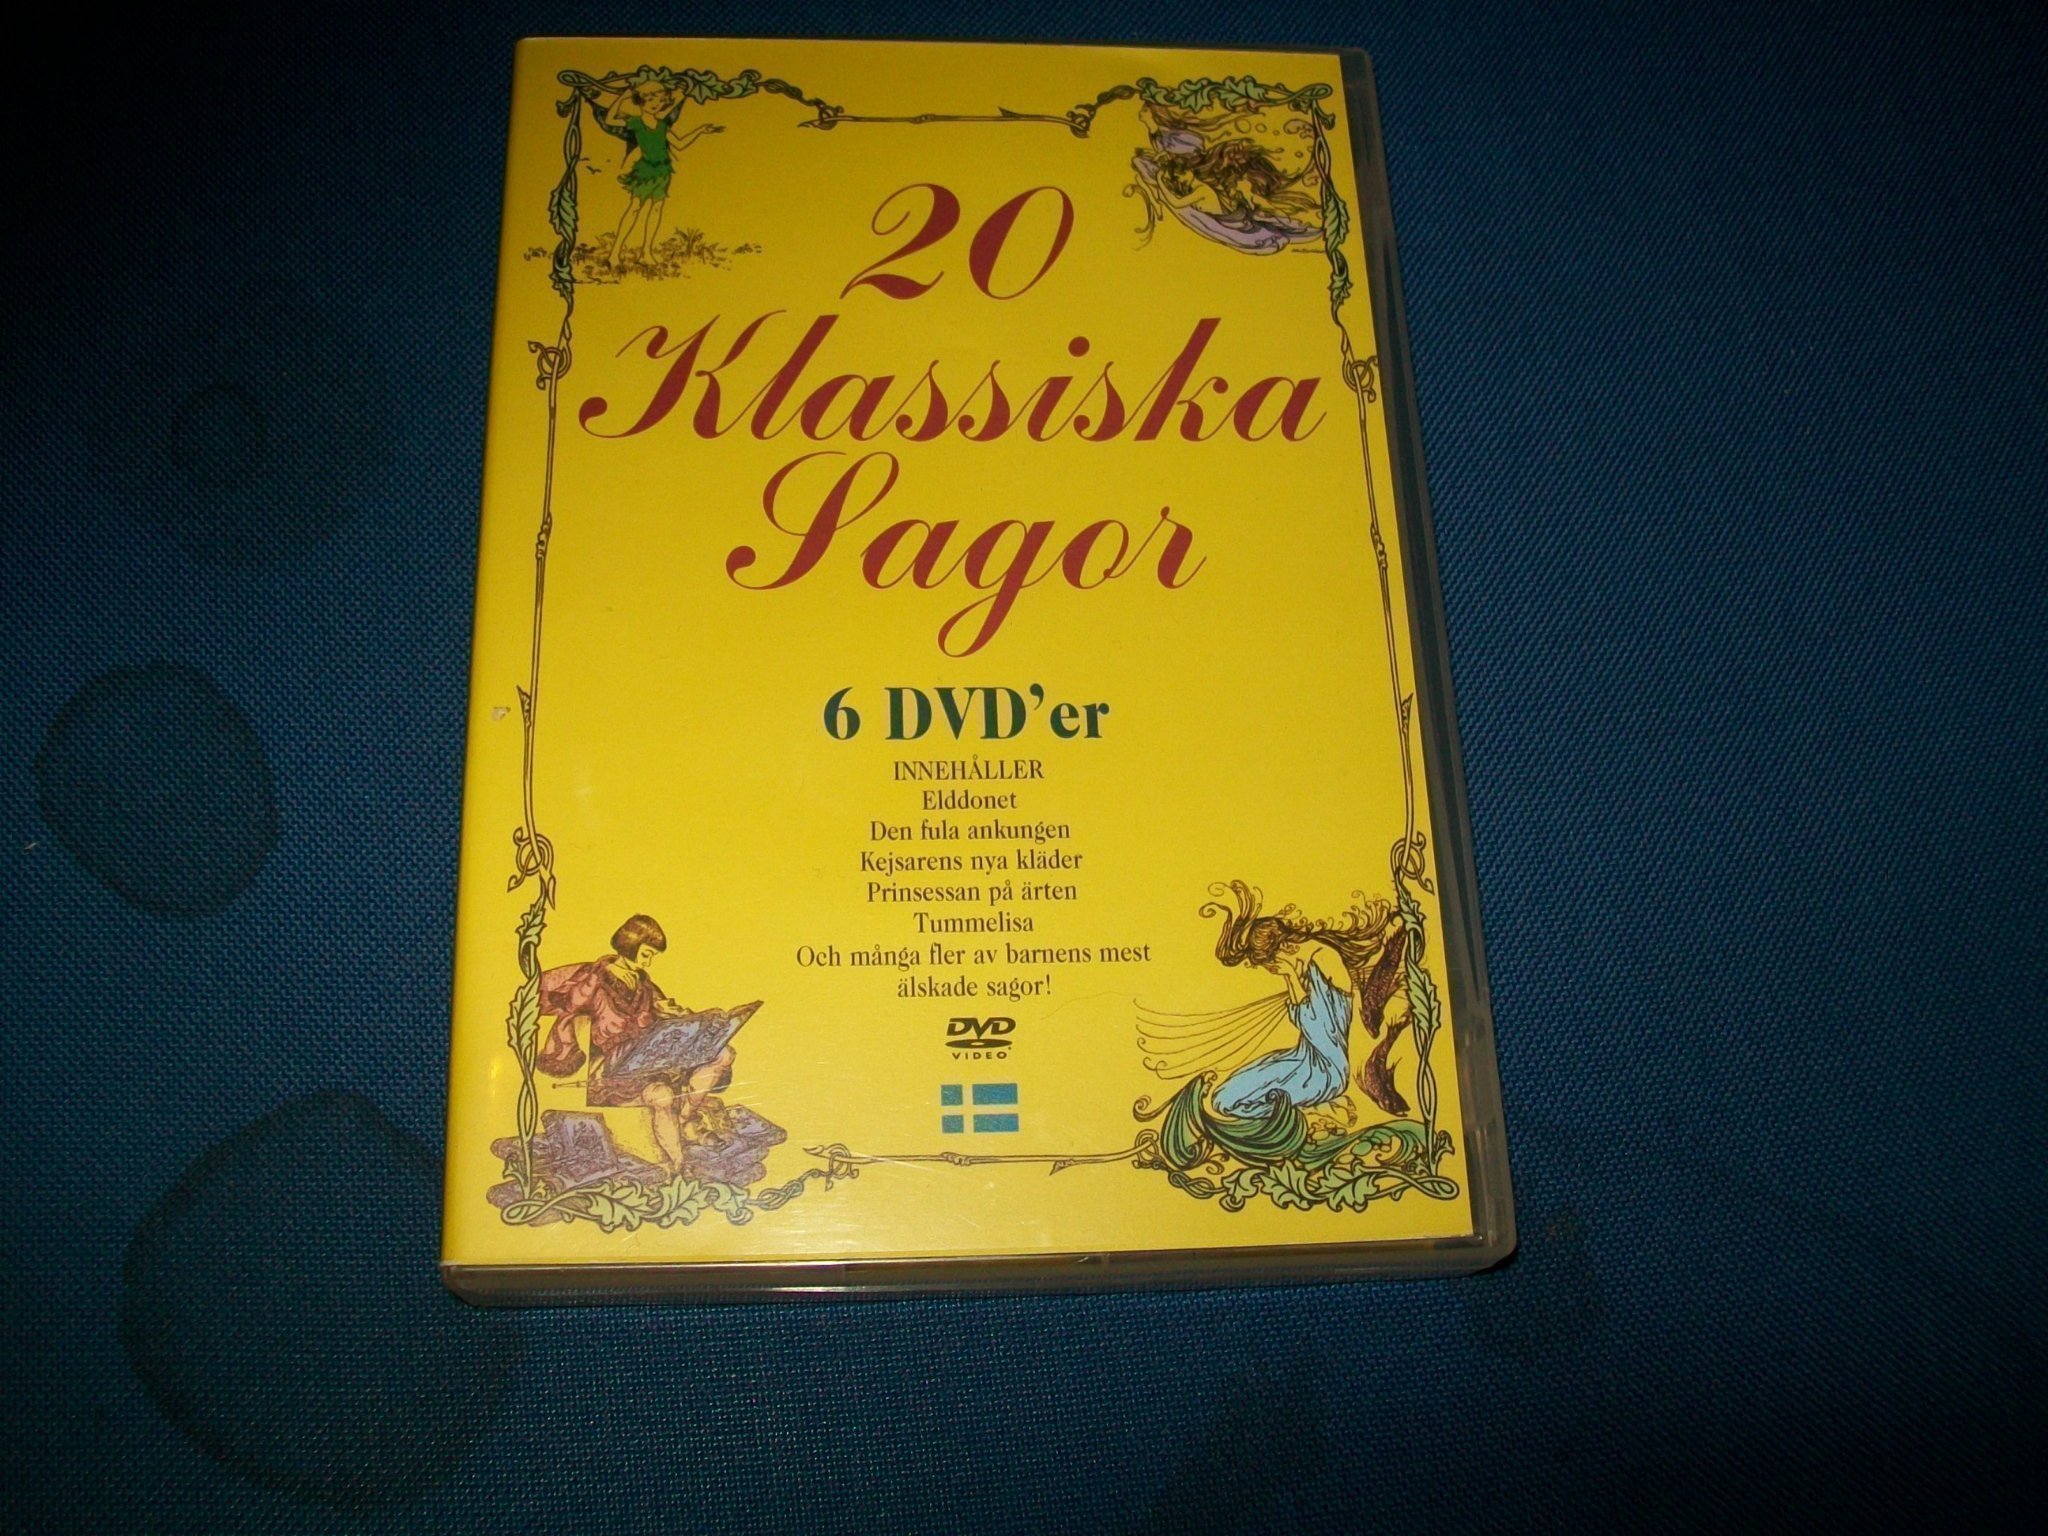 20
Klassiska
Sagor
6 DVD’er
INNEHÅLLER
Elddonet
Den fula ankungen
Kejsarens nya kläder
Prinsessan på ärten
Tummelisa
Och många fler av barnens mest
älskade sagor!
DVD
VIDEO